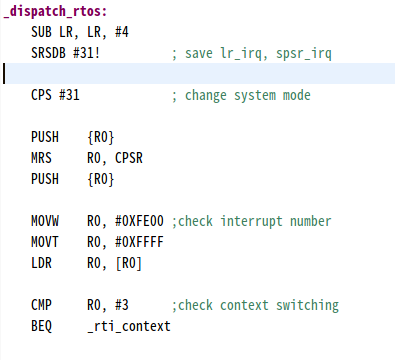 _dispatch_rtos:
SUB LR, LR, #4
SRSDB #31! ; save lr_irq, spsr_irq
CPS #31 ; change system mode
PUSH {R0}
MRS R0, CPSR
PUSH {R0}
MOVW R0, #0XFE00 ;check interrupt number
MOVT R0, #0XFFFF
LDR R0, [R0]
CMP R0, #3 ;check context switching
BEQ _rti_context